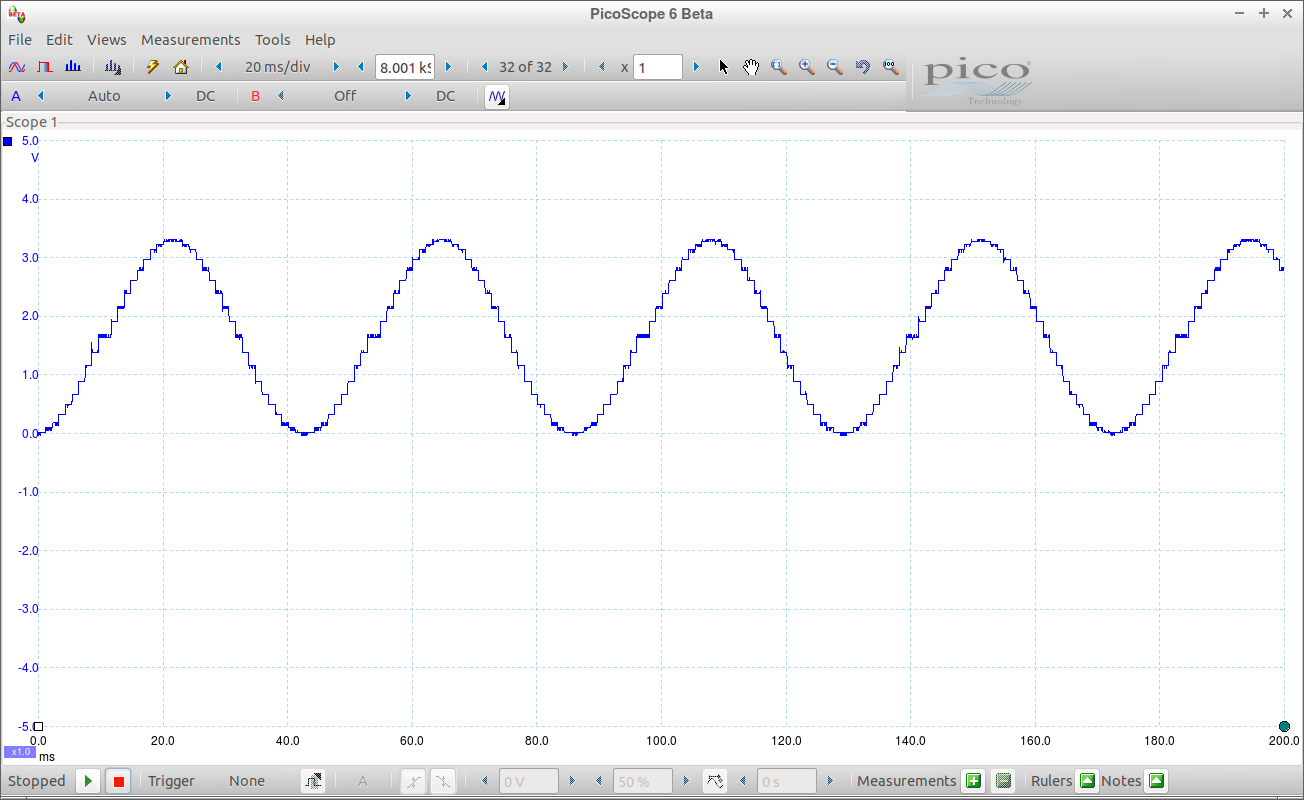 PicoScope 6 Beta
File Edit Views Measurements Tools Help
20 ms/div 8.001 kS 32 of 32 x 1
pico
Technology
A Auto DC B Off DC
Scope 1
5.0
V
4.0
3.0
2.0
1.0
0.0
-1.0
-2.0
-3.0
-4.0
-5.0
x1.0
0.0 20.0 40.0 60.0 80.0 100.0 120.0 140.0 160.0 180.0 200.0
ms
Stopped Trigger None A 0 V 50 % 0 s Measurements Rulers Notes